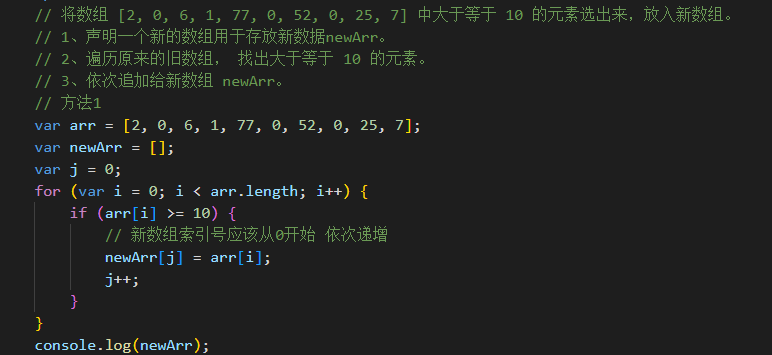 // 将数组 [2, 0, 6, 1, 77, 0, 52, 0, 25, 7] 中大于等于 10 的元素选出来，放入新数组。
// 1、声明一个新的数组用于存放新数据newArr。
// 2、遍历原来的旧数组， 找出大于等于 10 的元素。
// 3、依次追加给新数组 newArr。
// 方法1
var arr = [2, 0, 6, 1, 77, 0, 52, 0, 25, 7];
var newArr = [];
var j = 0;
for (var i = 0; i < arr.length; i++) {
    if (arr[i] >= 10) {
        // 新数组索引号应该从0开始 依次递增
        newArr[j] = arr[i];
        j++;
    }
}
console.log(newArr);